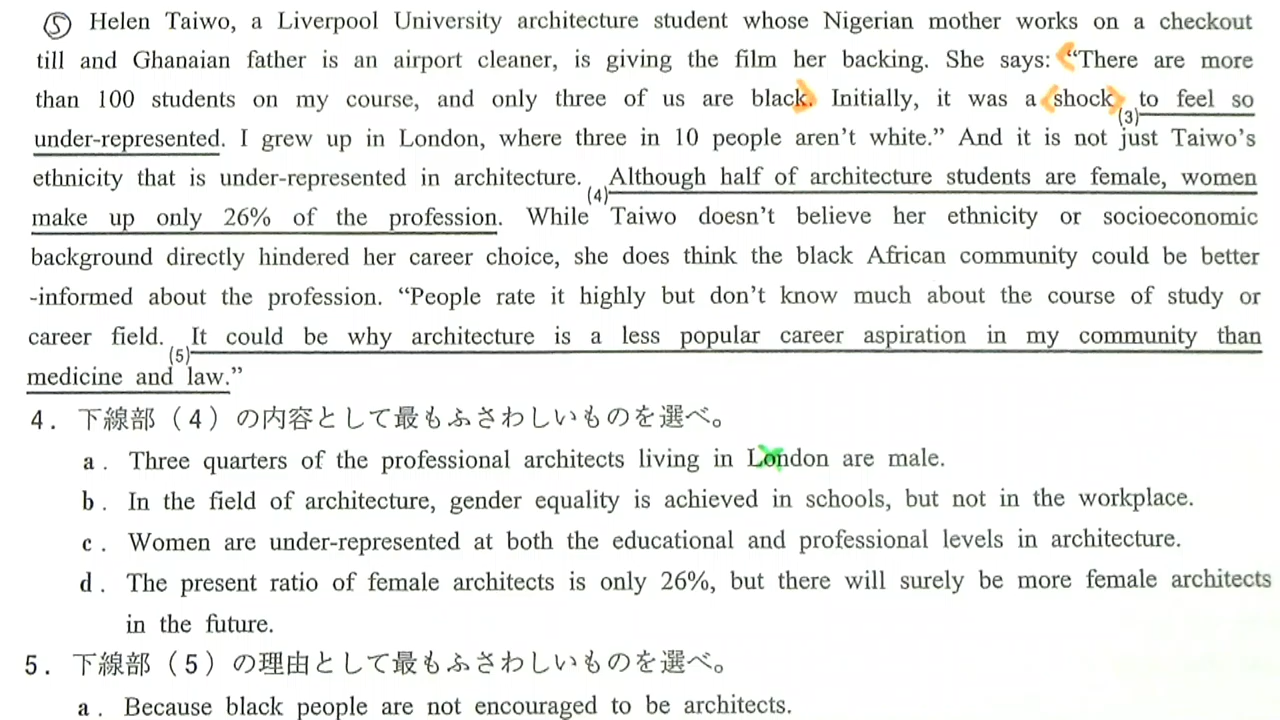 ⑤ Helen Taiwo, a Liverpool University architecture student whose Nigerian mother works on a checkout
till and Ghanaian father is an airport cleaner, is giving the film her backing. She says: “There are more
than 100 students on my course, and only three of us are black. Initially, it was a shock (3)to feel so
under-represented. I grew up in London, where three in 10 people aren’t white.” And it is not just Taiwo’s
ethnicity that is under-represented in architecture. (4)Although half of architecture students are female, women
make up only 26% of the profession. While Taiwo doesn’t believe her ethnicity or socioeconomic
background directly hindered her career choice, she does think the black African community could be better
-informed about the profession. “People rate it highly but don’t know much about the course of study or
career field. (5)It could be why architecture is a less popular career aspiration in my community than
medicine and law.”
4. 下線部(4)の内容として最もふさわしいものを選べ。
a. Three quarters of the professional architects living in London are male.
b. In the field of architecture, gender equality is achieved in schools, but not in the workplace.
c. Women are under-represented at both the educational and professional levels in architecture.
d. The present ratio of female architects is only 26%, but there will surely be more female architects
in the future.
5. 下線部(5)の理由として最もふさわしいものを選べ。
a. Because black people are not encouraged to be architects.